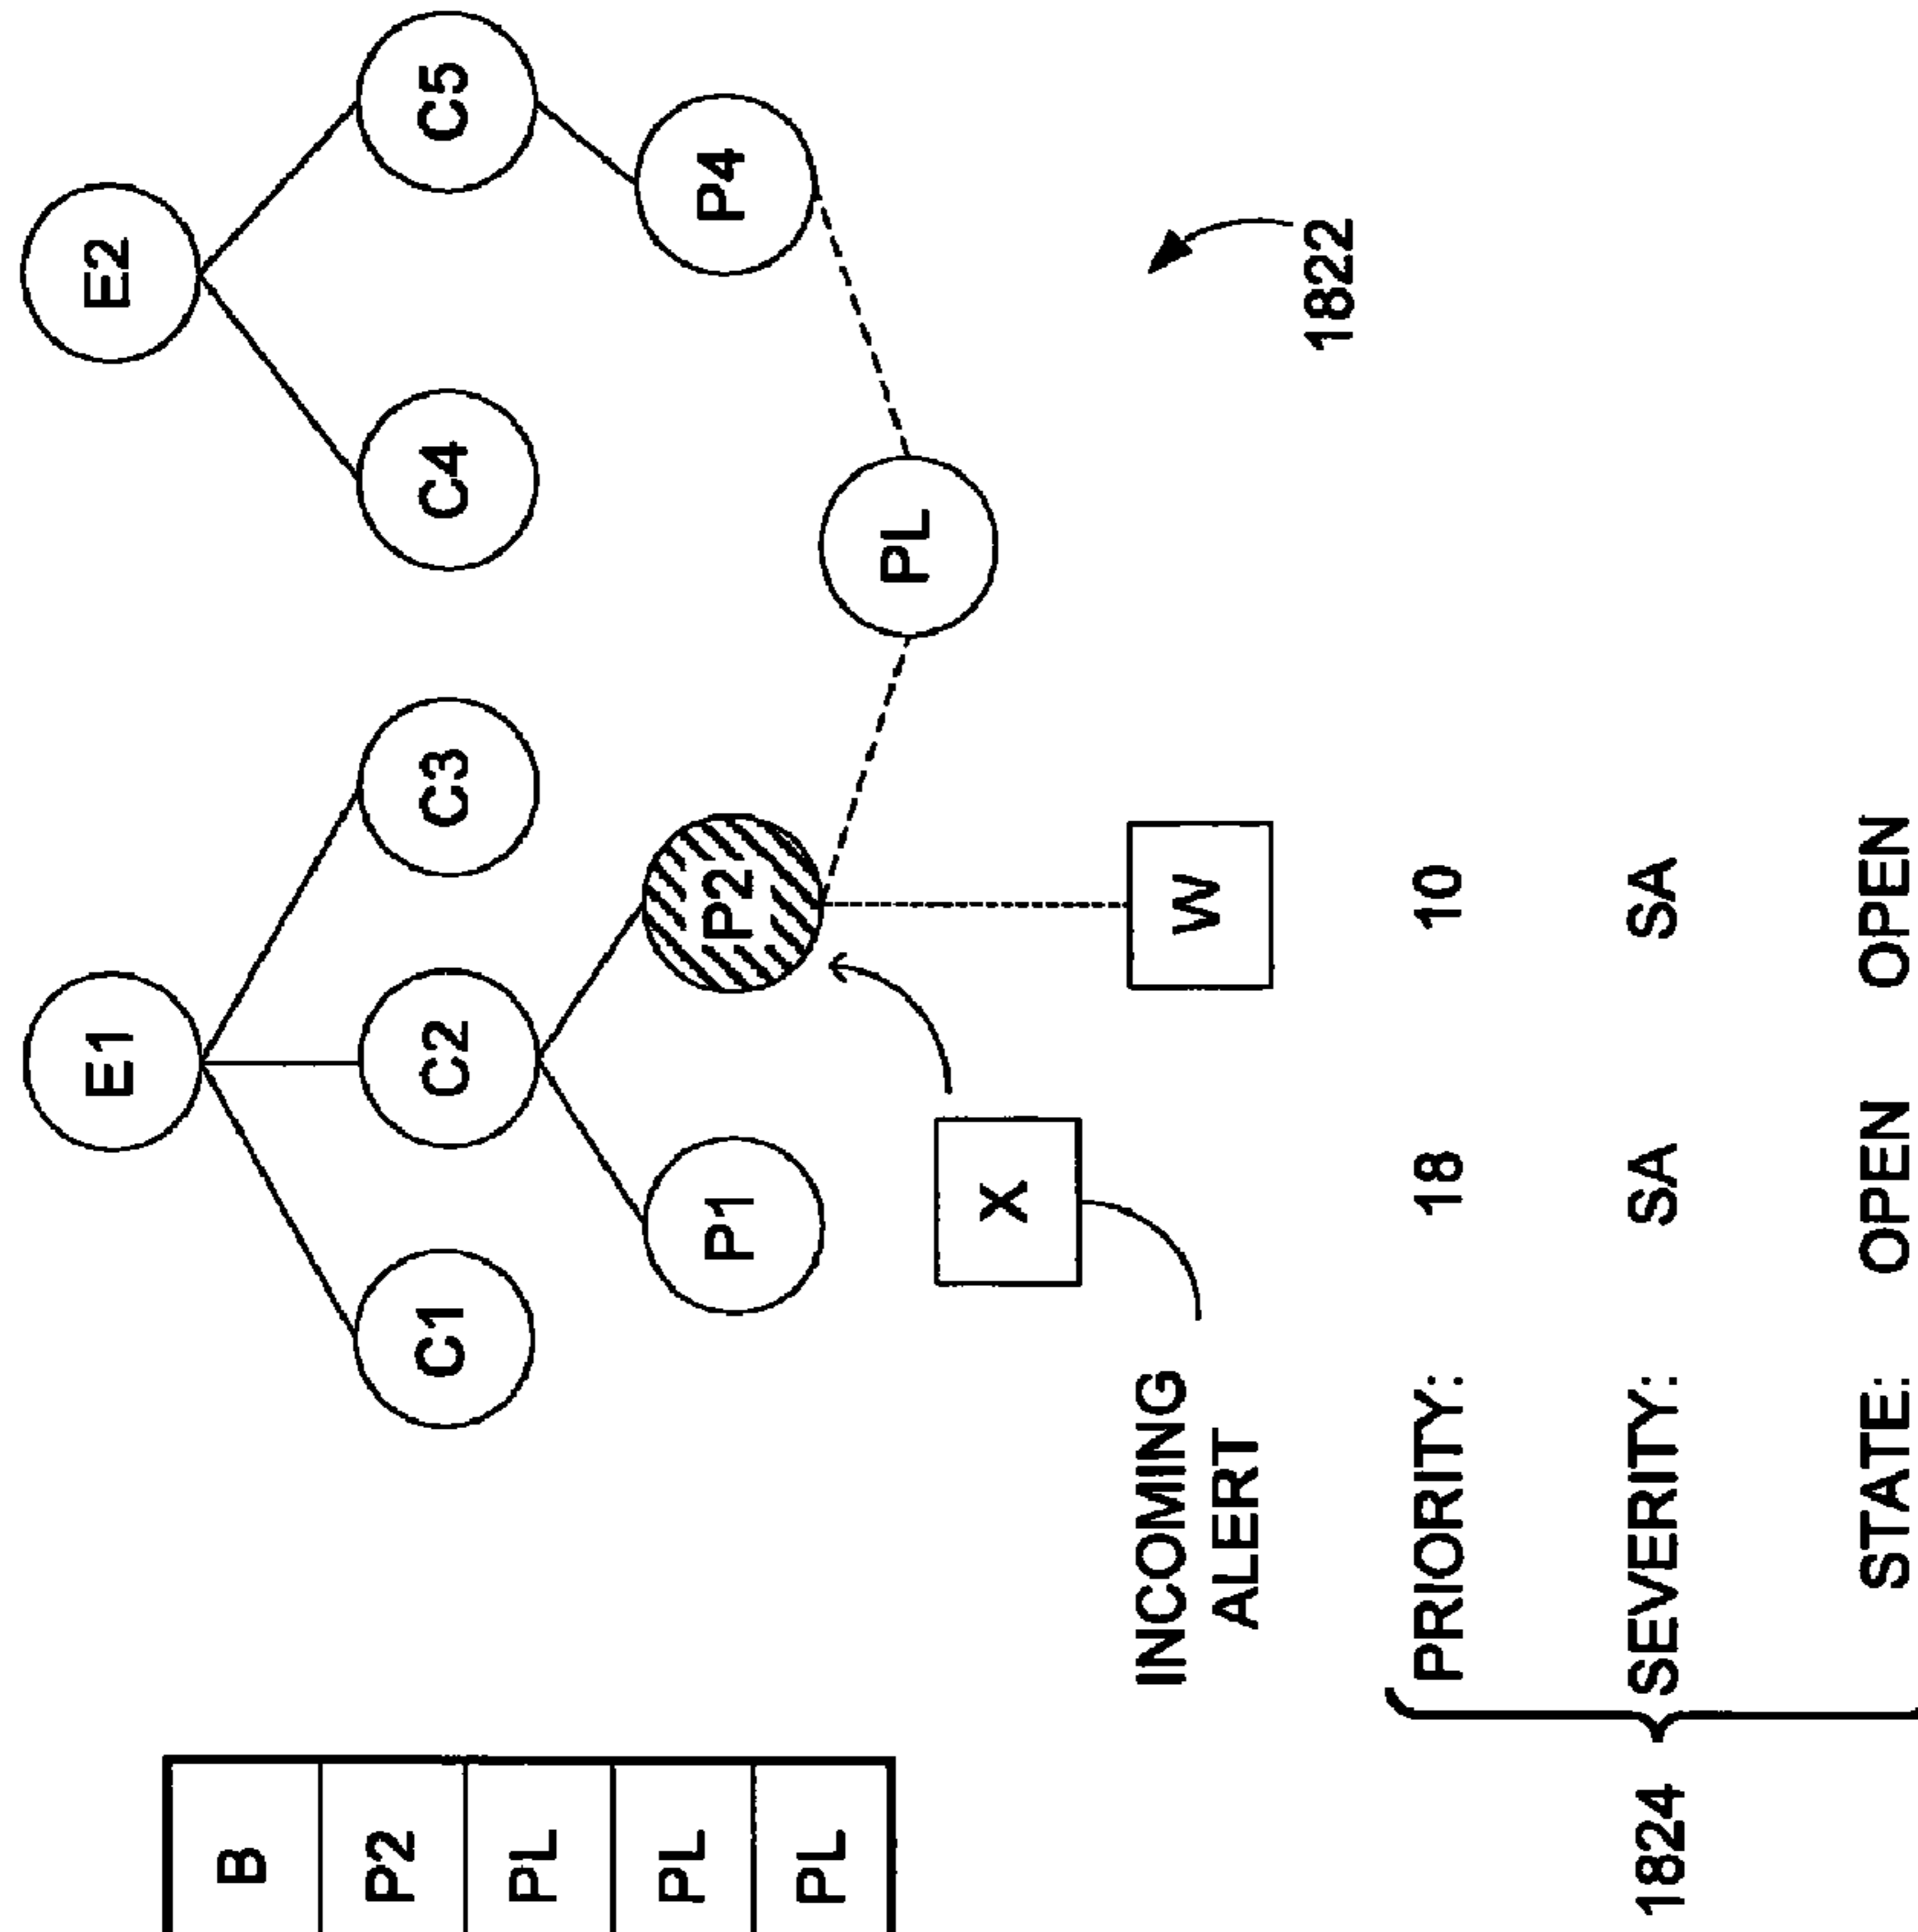 E1
E2
C1
C2
C3
C4
C5
P1
P2
P4
PL
X
W
INCOMING
ALERT
1822
PRIORITY: 18 10
1824 SEVERITY: SA SA
STATE: OPEN OPEN
B
P2
PL
PL
PL